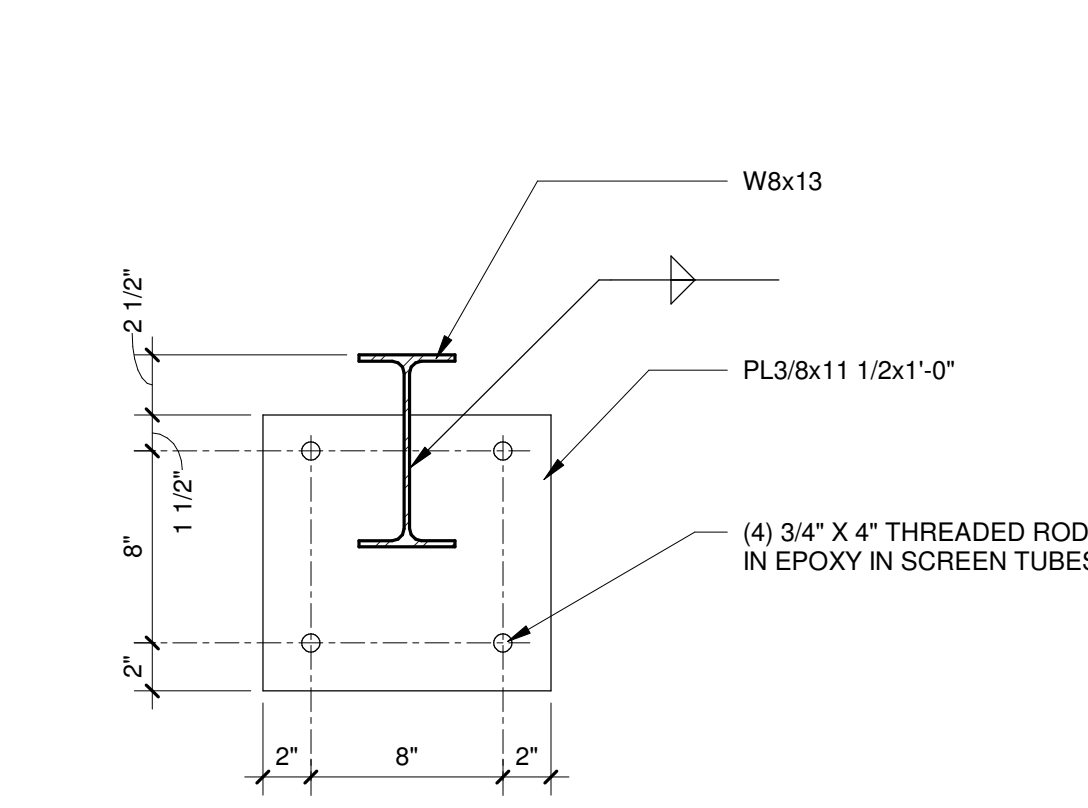 W8x13
2 1/2"
PL3/8x11 1/2x1'-0"
1 1/2"
(4) 3/4" X 4" THREADED ROD
IN EPOXY IN SCREEN TUBES
8"
2"
2"
8"
2"